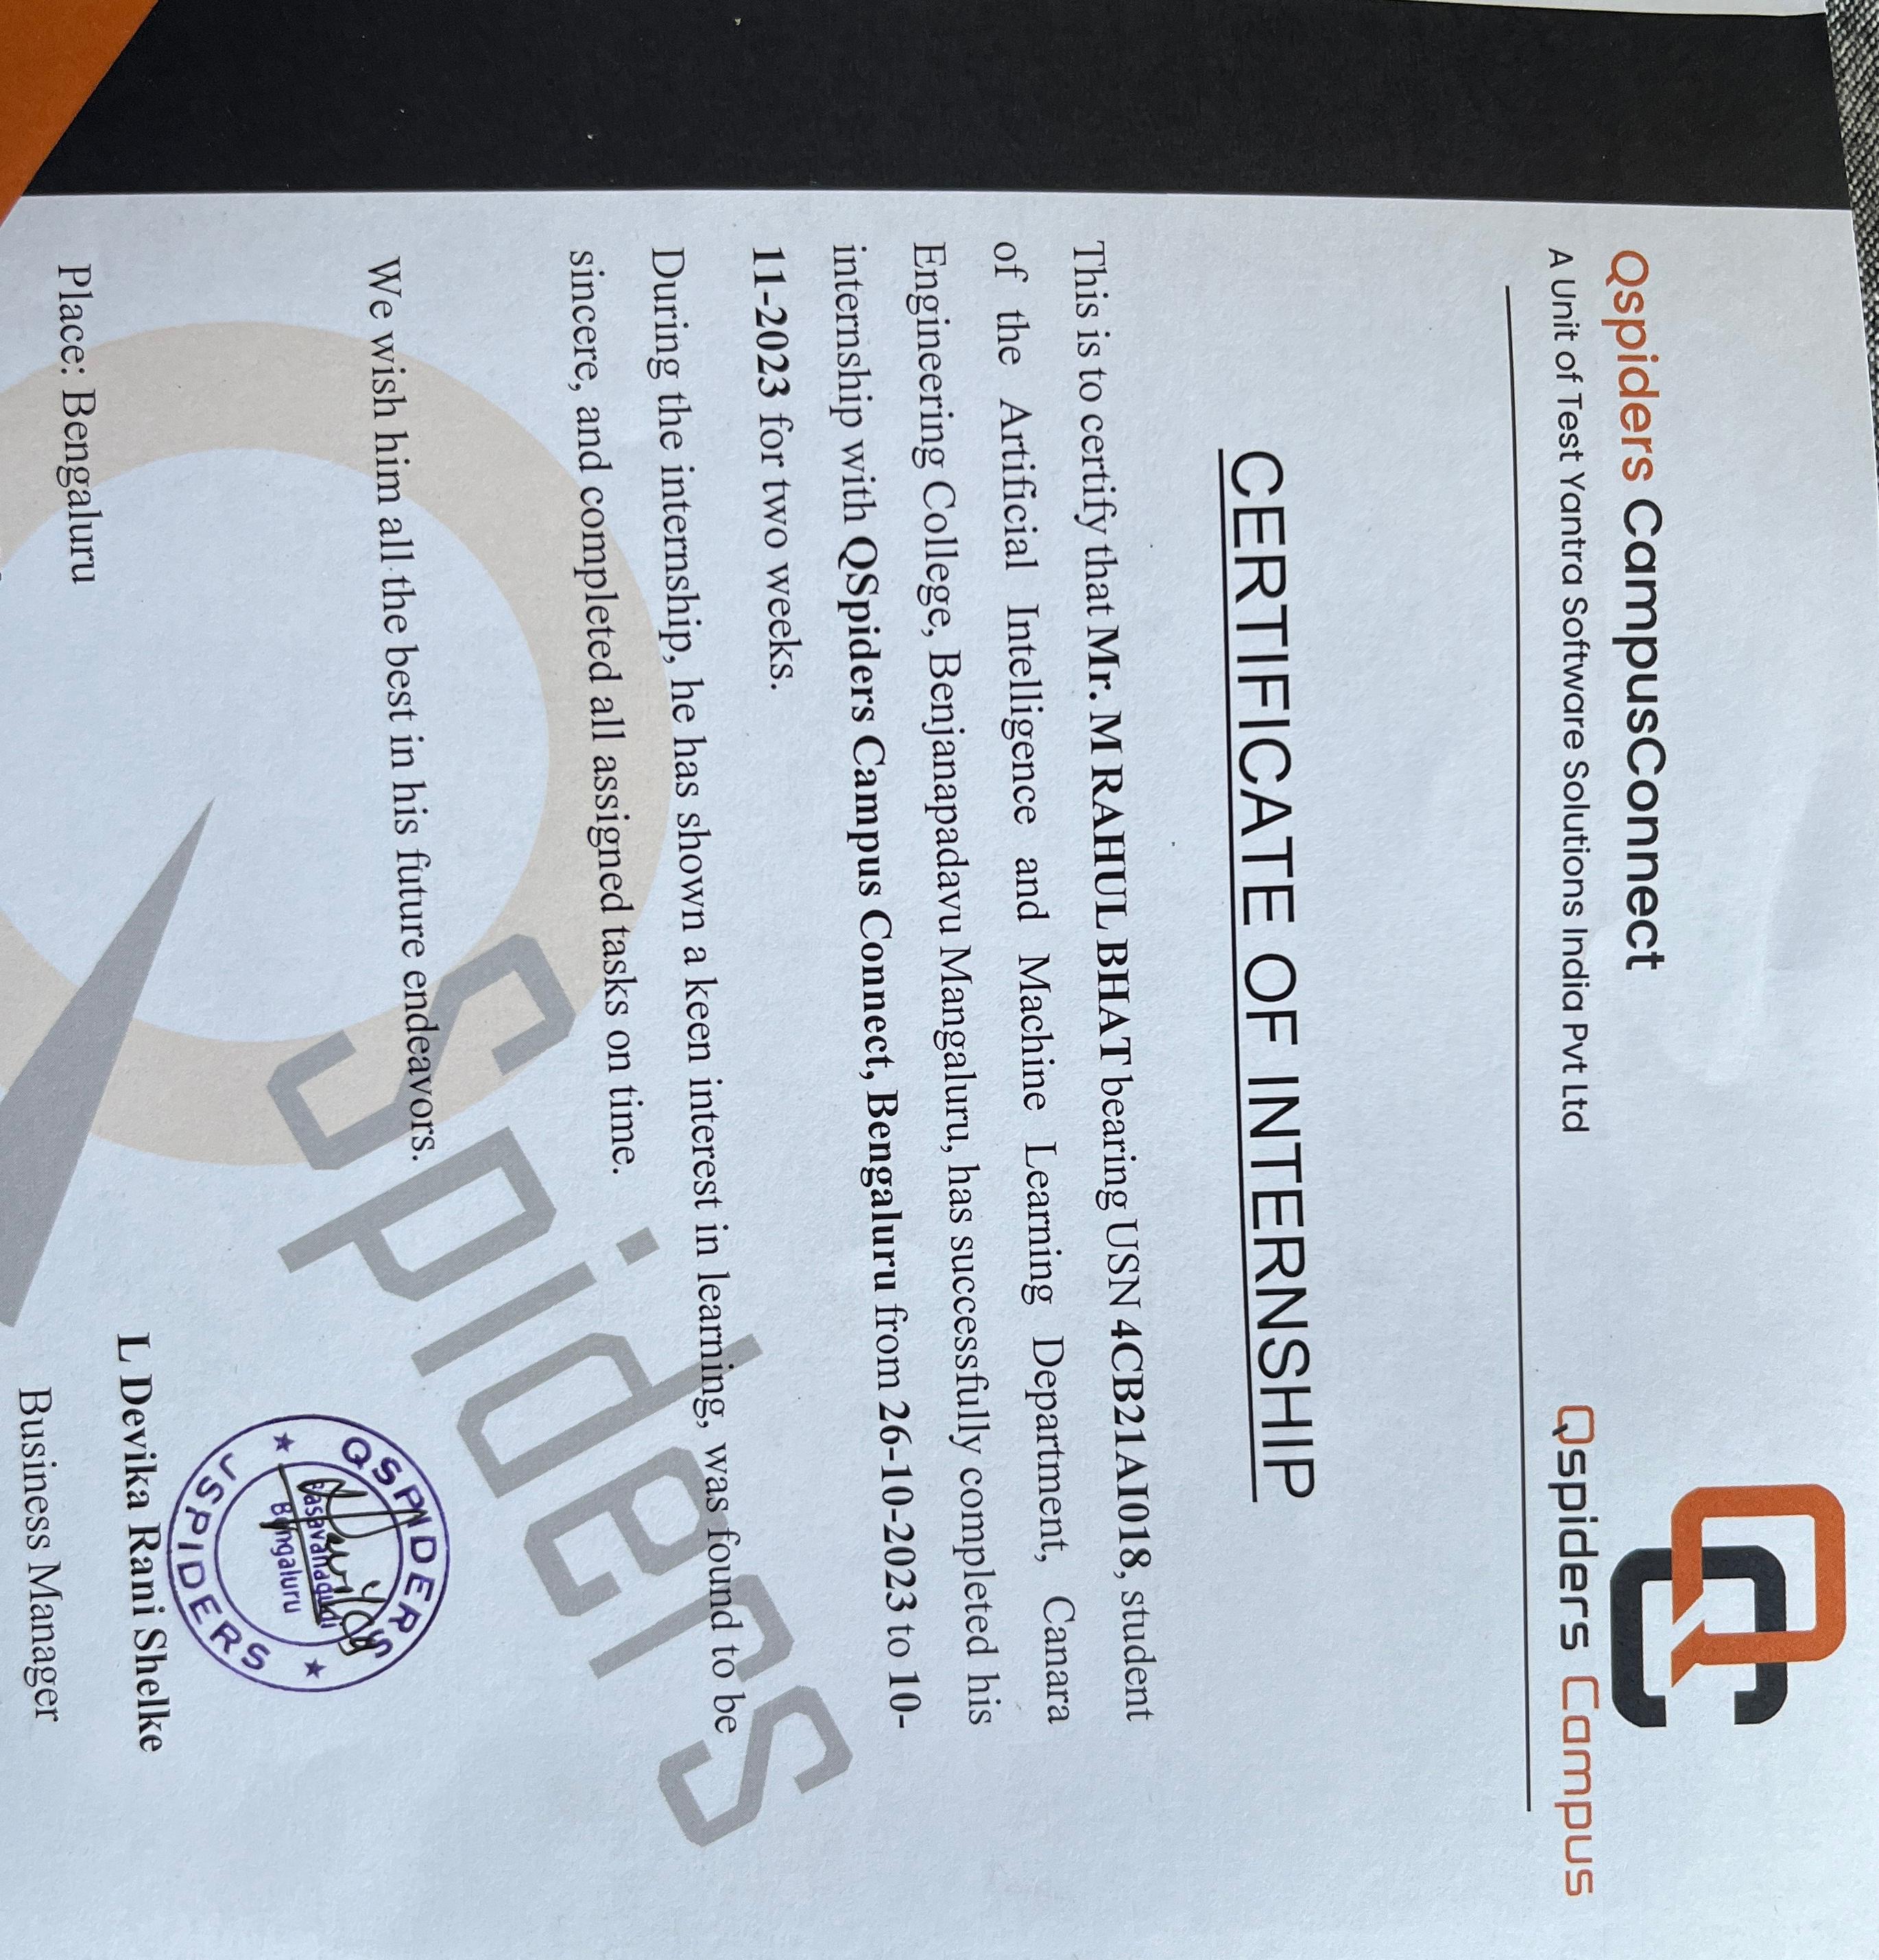 Qspiders CampusConnect
A Unit of Test Yantra Software Solutions India Pvt Ltd
QC
Qspiders Campus
CERTIFICATE OF INTERNSHIP
This is to certify that Mr. M RAHUL BHAT bearing USN 4CB21AI018, student
of the Artificial Intelligence and Machine Learning Department, Canara
Engineering College, Benjanapadavu Mangaluru, has successfully completed his
internship with QSpiders Campus Connect, Bengaluru from 26-10-2023 to 10-
11-2023 for two weeks.
During the internship, he has shown a keen interest in learning, was found to be
sincere, and completed all assigned tasks on time.
We wish him all the best in his future endeavors.
QSpiders
QSPIDERS
Basavanagudi
Bengaluru
JSPIDERS
L Devika Rani Shelke
Place: Bengaluru
Business Manager